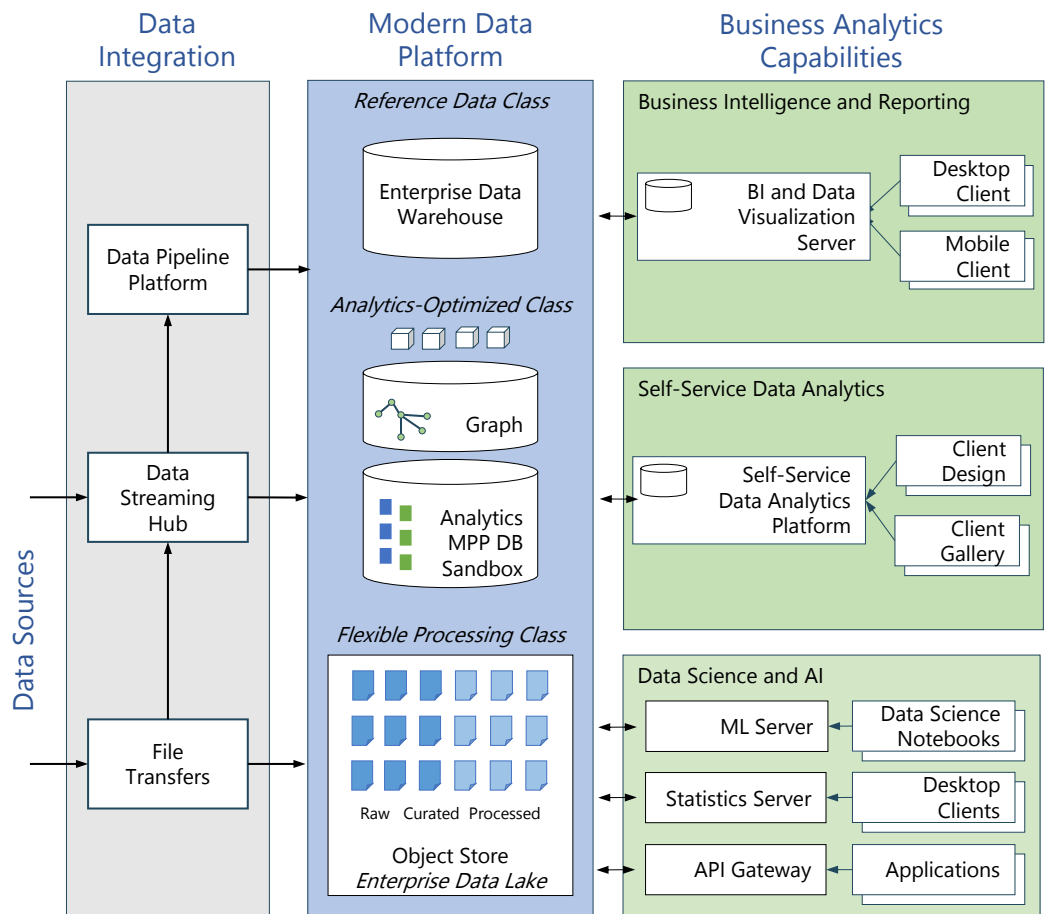 Data
Integration
Modern Data
Platform
Business Analytics
Capabilities
Data Sources
Data Pipeline
Platform
Data
Streaming
Hub
File
Transfers
Reference Data Class
Enterprise Data
Warehouse
Analytics-Optimized Class
Graph
Analytics
MPP DB
Sandbox
Flexible Processing Class
Raw Curated Processed
Object Store
Enterprise Data Lake
Business Intelligence and Reporting
BI and Data
Visualization
Server
Desktop
Client
Mobile
Client
Self-Service Data Analytics
Self-Service
Data Analytics
Platform
Client
Design
Client
Gallery
Data Science and AI
ML Server
Data Science
Notebooks
Statistics Server
Desktop
Clients
API Gateway
Applications